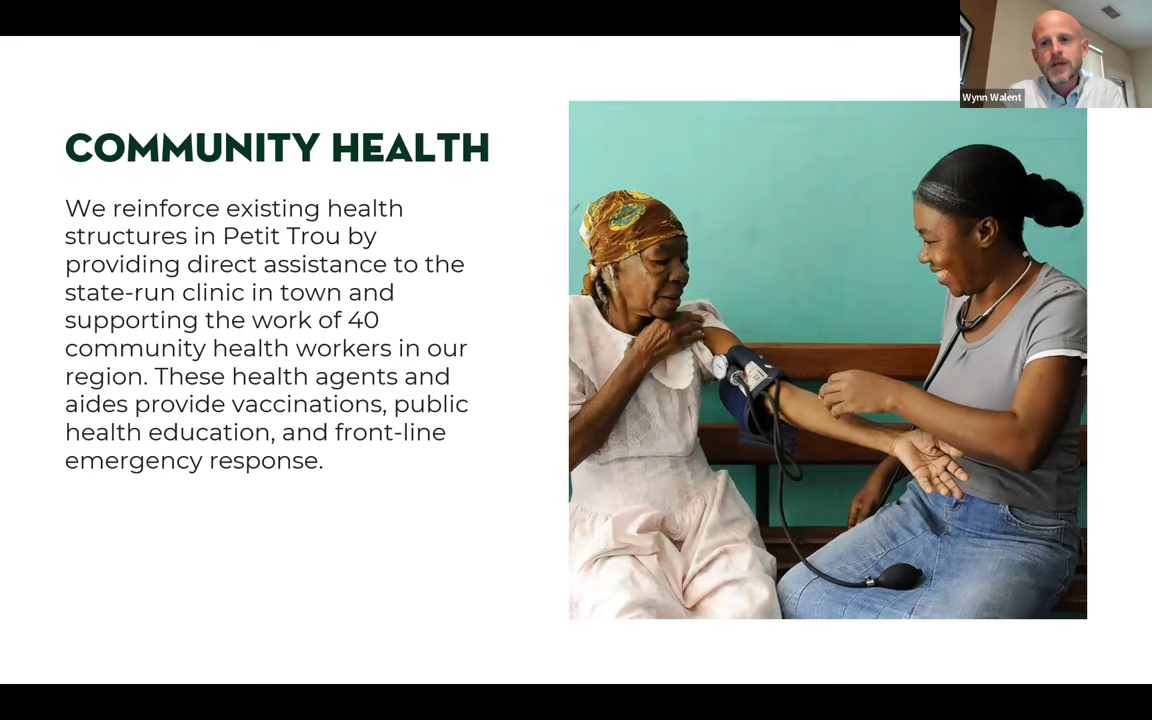 Wynn Walent
COMMUNITY HEALTH
We reinforce existing health
structures in Petit Trou by
providing direct assistance to the
state-run clinic in town and
supporting the work of 40
community health workers in our
region. These health agents and
aides provide vaccinations, public
health education, and front-line
emergency response.